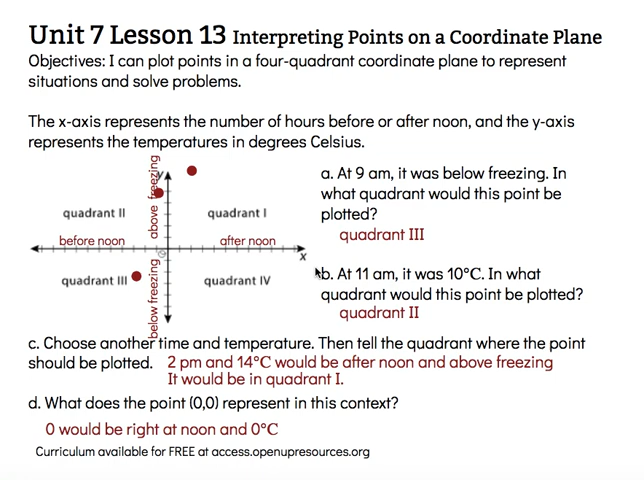 Unit 7 Lesson 13 Interpreting Points on a Coordinate Plane
Objectives: I can plot points in a four-quadrant coordinate plane to represent
situations and solve problems.
The x-axis represents the number of hours before or after noon, and the y-axis
represents the temperatures in degrees Celsius.
y
above freezing
quadrant II
quadrant I
before noon
after noon
x
quadrant III
quadrant IV
below freezing
a. At 9 am, it was below freezing. In
what quadrant would this point be
plotted?
quadrant III
b. At 11 am, it was 10°C. In what
quadrant would this point be plotted?
quadrant II
c. Choose another time and temperature. Then tell the quadrant where the point
should be plotted. 2 pm and 14°C would be after noon and above freezing
It would be in quadrant I.
d. What does the point (0,0) represent in this context?
0 would be right at noon and 0°C
Curriculum available for FREE at access.openupresources.org